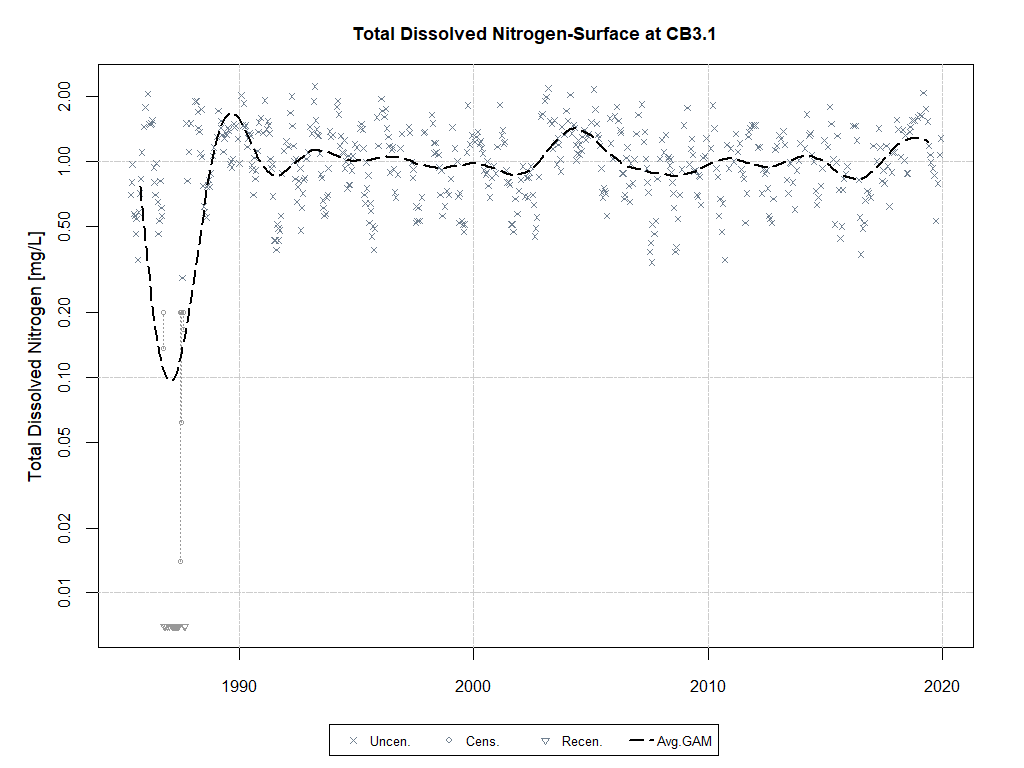 Total Dissolved Nitrogen-Surface at CB3.1
Total Dissolved Nitrogen [mg/L]
2.00
1.00
0.50
0.20
0.10
0.05
0.02
0.01
1990 2000 2010 2020
Uncen. Cens. Recen. Avg.GAM